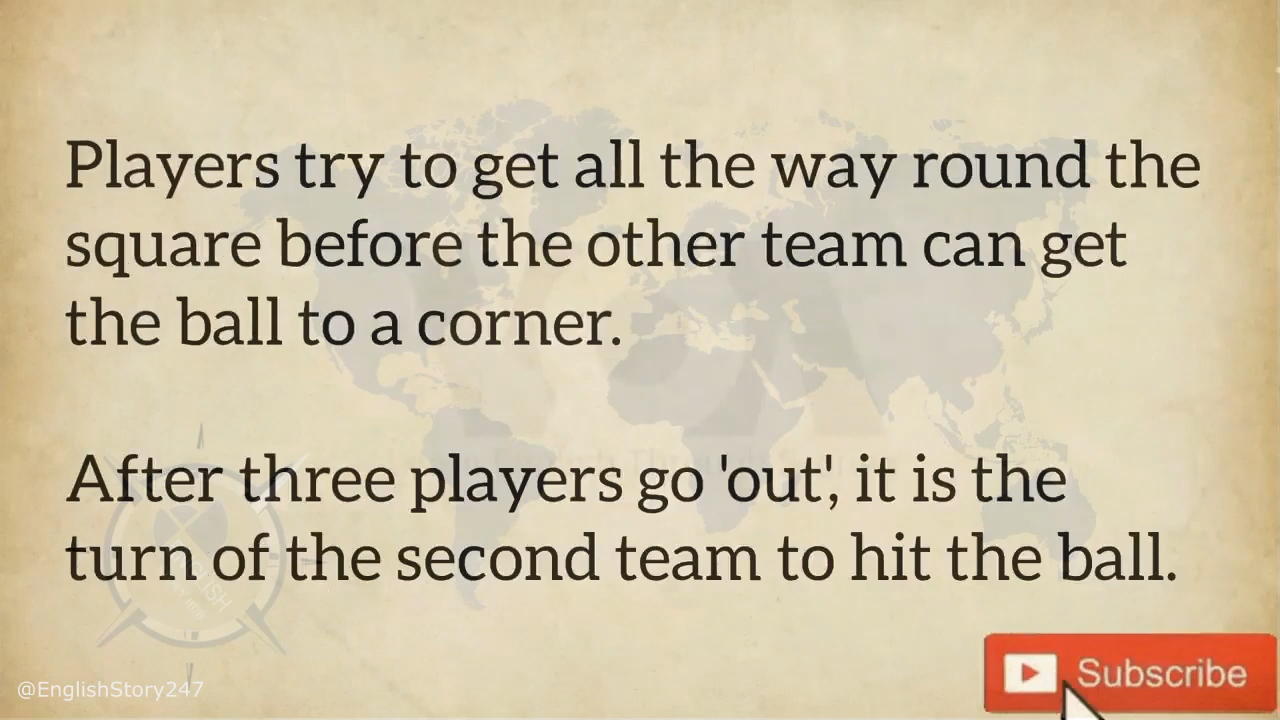 Players try to get all the way round the
square before the other team can get
the ball to a corner.
After three players go 'out', it is the
turn of the second team to hit the ball.
@EnglishStory247
Subscribe